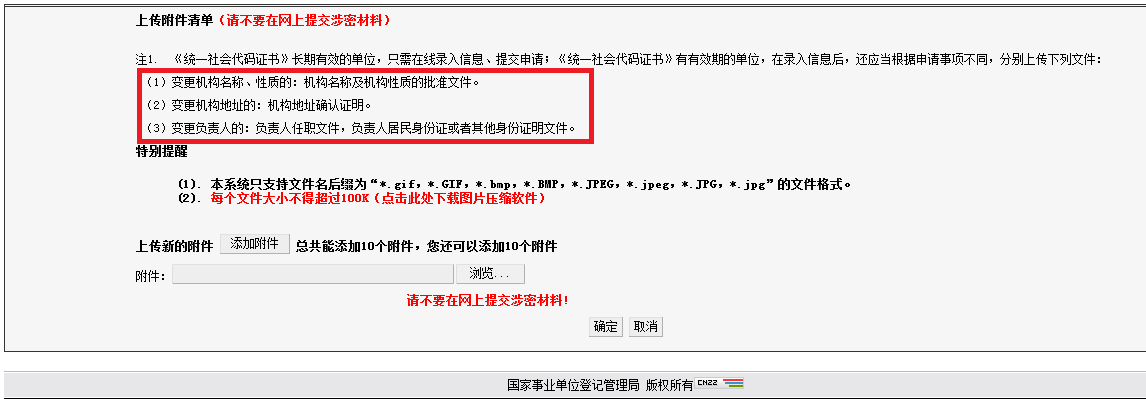 上传附件清单（请不要在网上提交涉密材料）
注1. 《统一社会代码证书》长期有效的单位，只需在线录入信息、提交申请；《统一社会代码证书》有有效期的单位，在录入信息后，还应当根据申请事项不同，分别上传下列文件：
（1）变更机构名称、性质的：机构名称及机构性质的批准文件。
（2）变更机构地址的：机构地址确认证明。
（3）变更负责人的：负责人任职文件，负责人居民身份证或者其他身份证明文件。
特别提醒
(1). 本系统只支持文件名后缀为“*.gif，*.GIF，*.bmp，*.BMP，*.JPEG，*.jpeg，*.JPG，*.jpg”的文件格式。
(2). 每个文件大小不得超过100K（点击此处下载图片压缩软件）
上传新的附件 添加附件 总共能添加10个附件，您还可以添加10个附件
附件： 浏览...
请不要在网上提交涉密材料!
确定 取消
国家事业单位登记管理局 版权所有 CNZZ